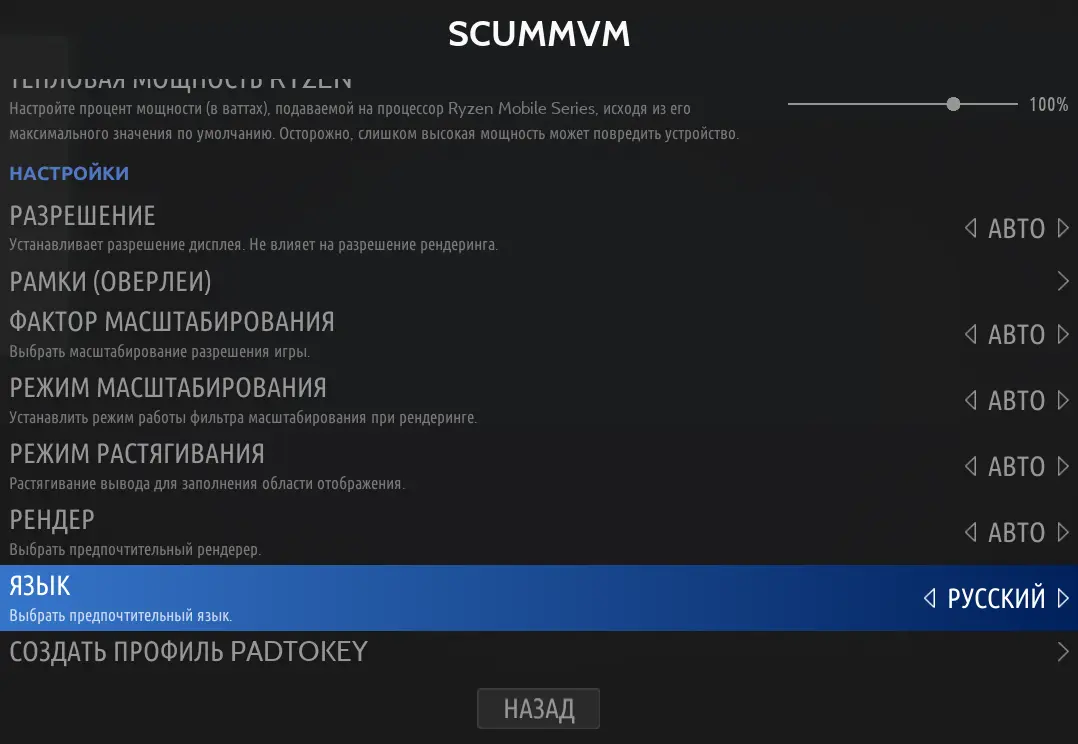 SCUMMVM
ТЕПЛОВАЯ МОЩНОСТЬ RYZEN
Настройте процент мощности (в ваттах), подаваемой на процессор Ryzen Mobile Series, исходя из его
максимального значения по умолчанию. Осторожно, слишком высокая мощность может повредить устройство.
100%
НАСТРОЙКИ
РАЗРЕШЕНИЕ
Устанавливает разрешение дисплея. Не влияет на разрешение рендеринга.
АВТО
РАМКИ (ОВЕРЛЕИ)
ФАКТОР МАСШТАБИРОВАНИЯ
Выбрать масштабирование разрешения игры.
АВТО
РЕЖИМ МАСШТАБИРОВАНИЯ
Устанавлить режим работы фильтра масштабирования при рендеринге.
АВТО
РЕЖИМ РАСТЯГИВАНИЯ
Растягивание вывода для заполнения области отображения.
АВТО
РЕНДЕР
Выбрать предпочтительный рендерер.
АВТО
ЯЗЫК
Выбрать предпочтительный язык.
РУССКИЙ
СОЗДАТЬ ПРОФИЛЬ PADTOKEY
НАЗАД